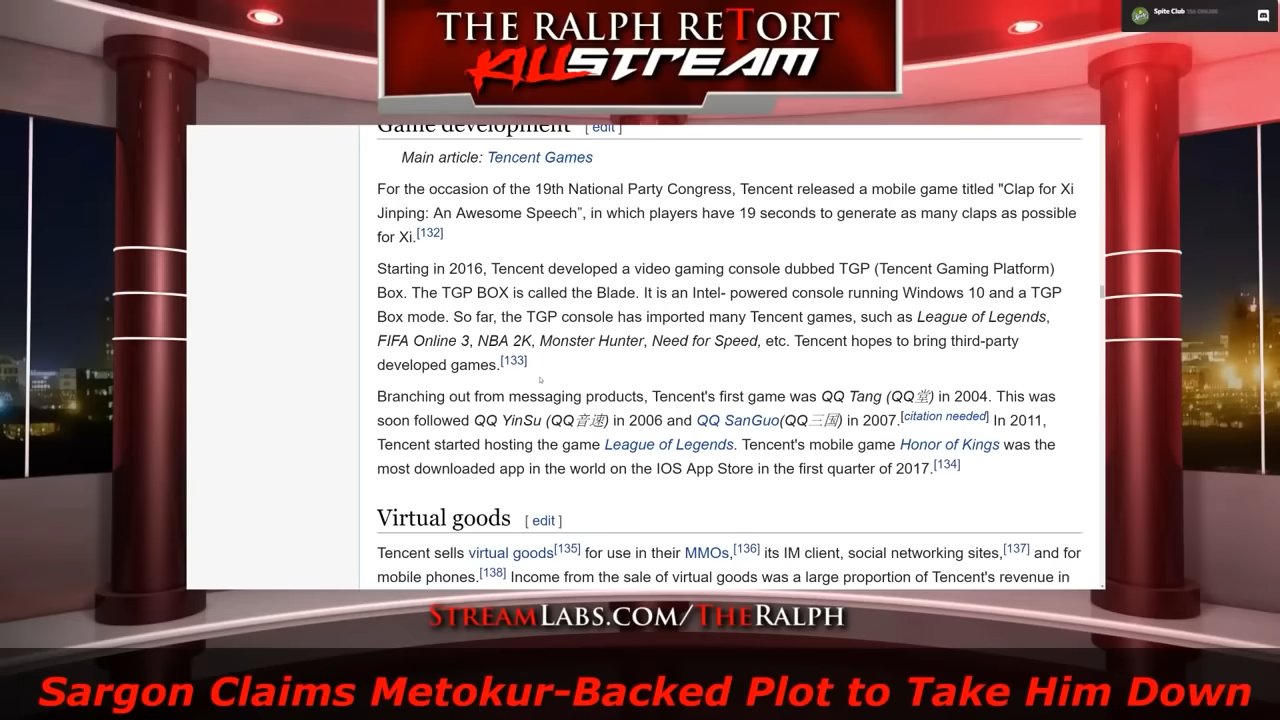 THE RALPH RETORT
KILLSTREAM
Spite Club
Game development [ edit ]
Main article: Tencent Games
For the occasion of the 19th National Party Congress, Tencent released a mobile game titled "Clap for Xi
Jinping: An Awesome Speech", in which players have 19 seconds to generate as many claps as possible
for Xi.[132]
Starting in 2016, Tencent developed a video gaming console dubbed TGP (Tencent Gaming Platform)
Box. The TGP BOX is called the Blade. It is an Intel- powered console running Windows 10 and a TGP
Box mode. So far, the TGP console has imported many Tencent games, such as League of Legends,
FIFA Online 3, NBA 2K, Monster Hunter, Need for Speed, etc. Tencent hopes to bring third-party
developed games.[133]
Branching out from messaging products, Tencent's first game was QQ Tang (QQ堂) in 2004. This was
soon followed QQ YinSu (QQ音速) in 2006 and QQ SanGuo(QQ三国) in 2007.[citation needed] In 2011,
Tencent started hosting the game League of Legends. Tencent's mobile game Honor of Kings was the
most downloaded app in the world on the IOS App Store in the first quarter of 2017.[134]
Virtual goods [ edit ]
Tencent sells virtual goods[135] for use in their MMOs,[136] its IM client, social networking sites,[137] and for
mobile phones.[138] Income from the sale of virtual goods was a large proportion of Tencent's revenue in
STREAMLABS.COM/THERALPH
Sargon Claims Metokur-Backed Plot to Take Him Down